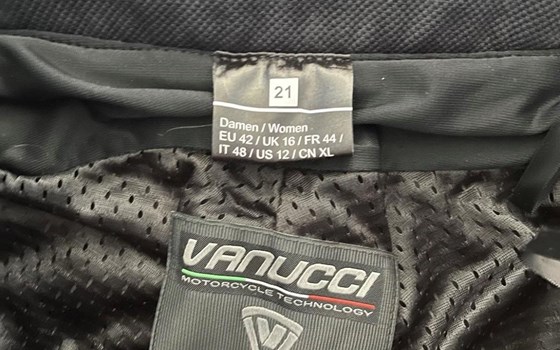 21
Damen / Women
EU 42 / UK 16 / FR 44 /
IT 48 / US 12 / CN XL
VANUCCI
MOTORCYCLE TECHNOLOGY